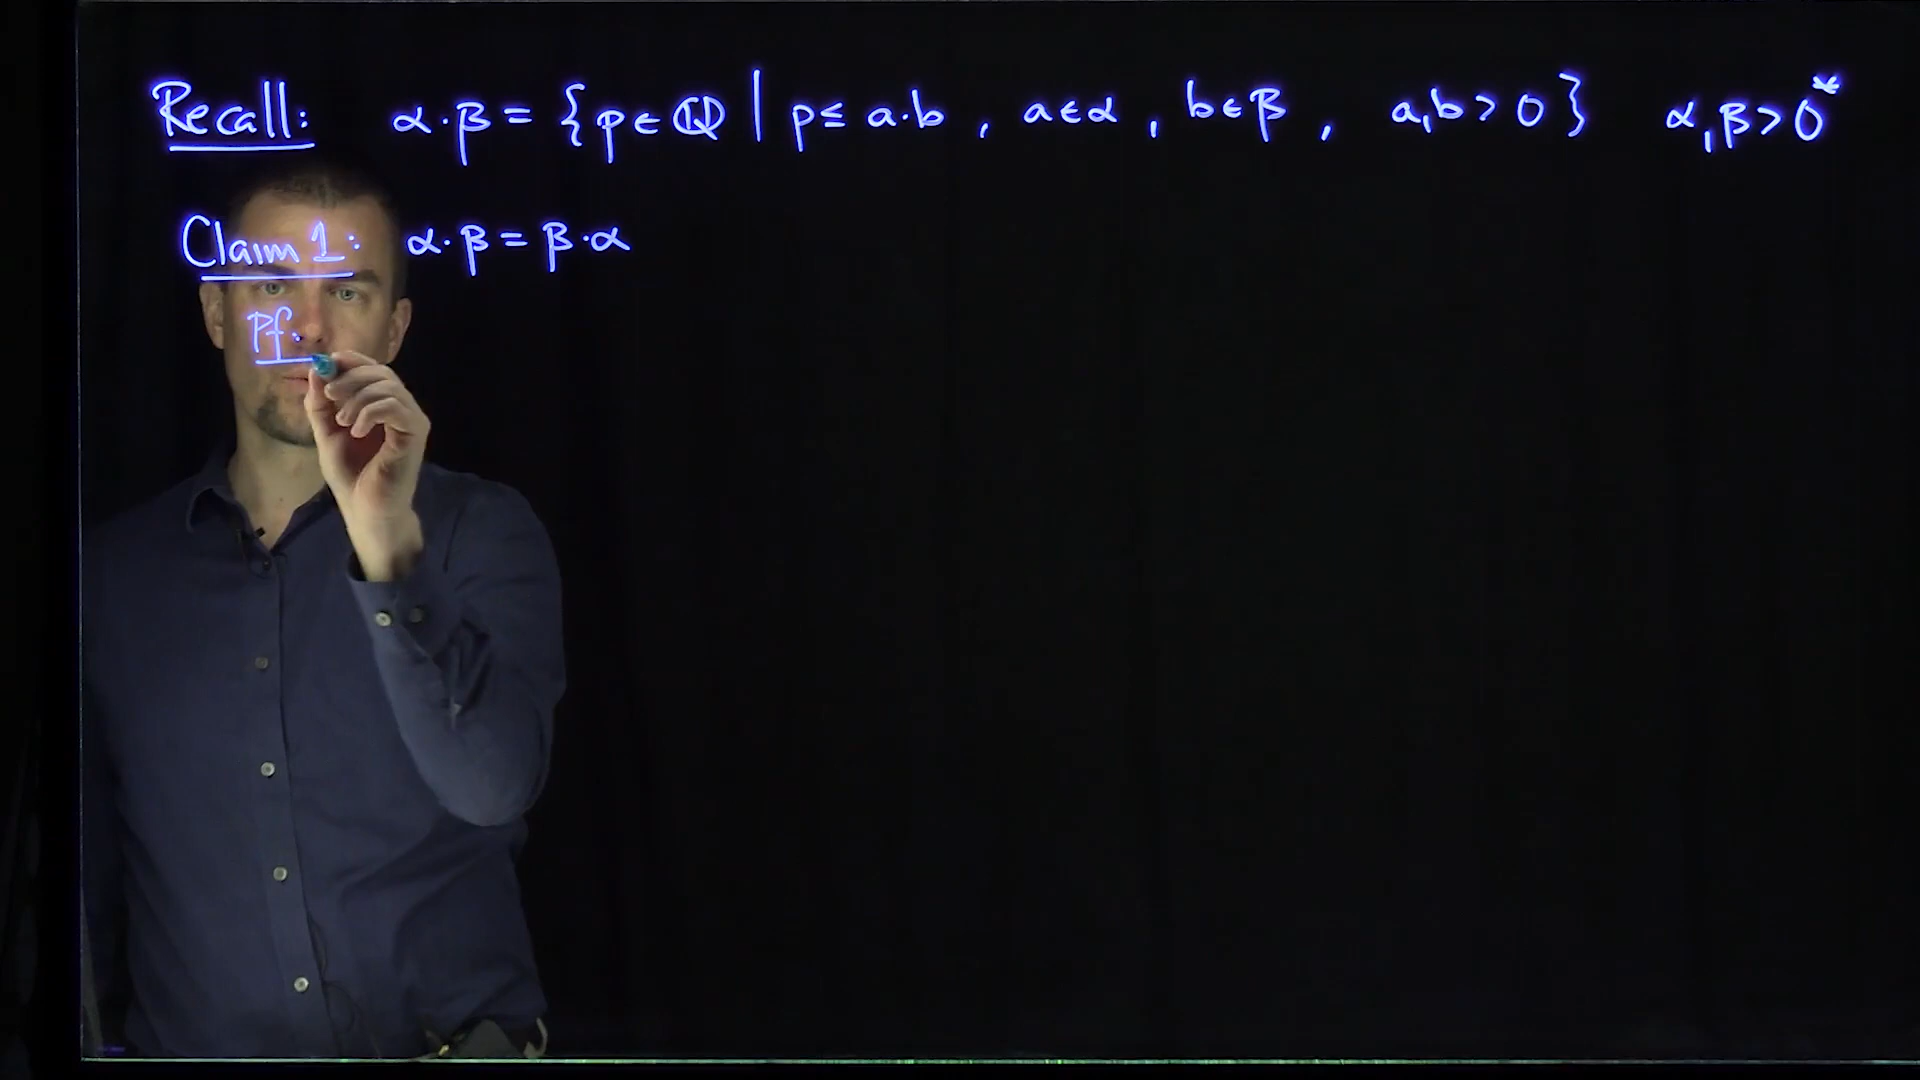 Recall: α·β = {p∈ℚ | p≤ a·b , a∈α , b∈β , a,b > 0} α,β > 0*
Claim 1: α·β = β·α
Pf: